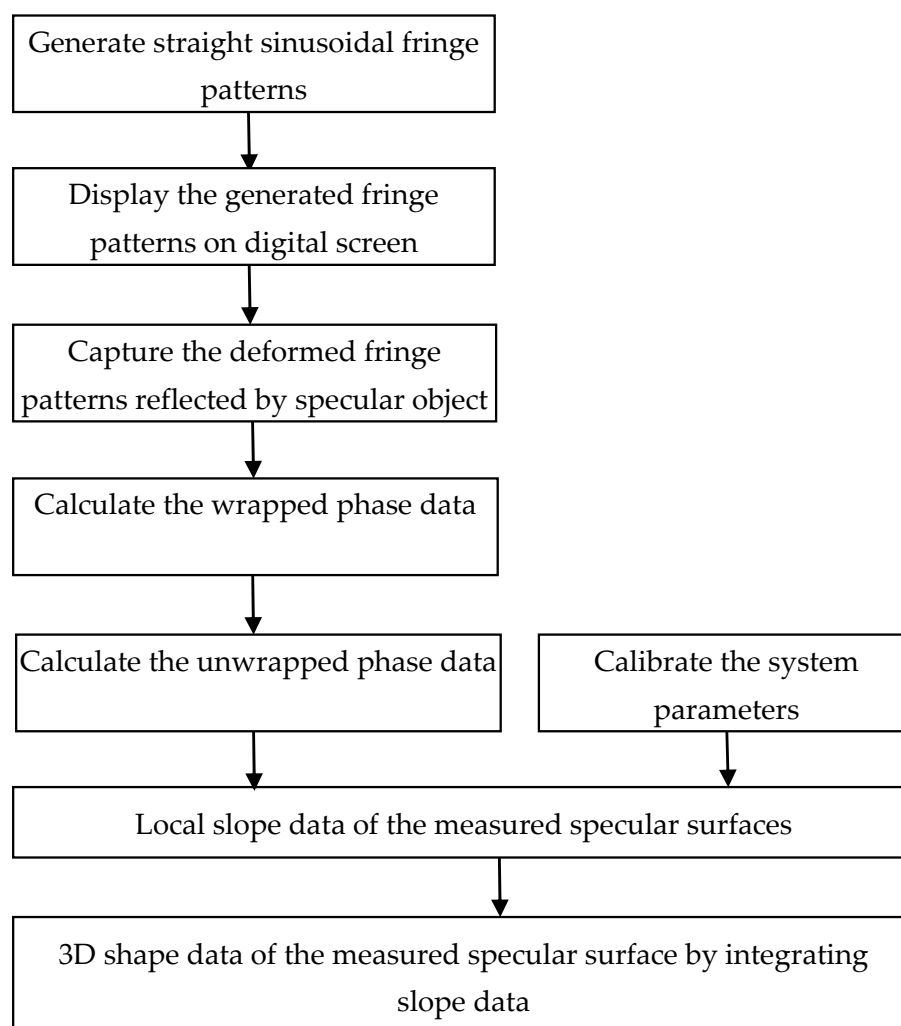 Generate straight sinusoidal fringe
patterns
Display the generated fringe
patterns on digital screen
Capture the deformed fringe
patterns reflected by specular object
Calculate the wrapped phase data
Calculate the unwrapped phase data
Calibrate the system
parameters
Local slope data of the measured specular surfaces
3D shape data of the measured specular surface by integrating
slope data